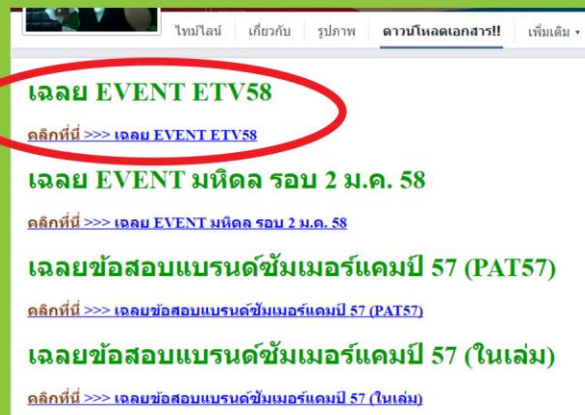 ไทม์ไลน์ เกี่ยวกับ รูปภาพ ดาวน์โหลดเอกสาร!! เพิ่มเติม
เฉลย EVENT ETV58
คลิกที่นี่ >>> เฉลย EVENT ETV58
เฉลย EVENT มหิดล รอบ 2 ม.ค. 58
คลิกที่นี่ >>> เฉลย EVENT มหิดล รอบ 2 ม.ค. 58
เฉลยข้อสอบแบรนด์ซัมเมอร์แคมป์ 57 (PAT57)
คลิกที่นี่ >>> เฉลยข้อสอบแบรนด์ซัมเมอร์แคมป์ 57 (PAT57)
เฉลยข้อสอบแบรนด์ซัมเมอร์แคมป์ 57 (ในเล่ม)
คลิกที่นี่ >>> เฉลยข้อสอบแบรนด์ซัมเมอร์แคมป์ 57 (ในเล่ม)